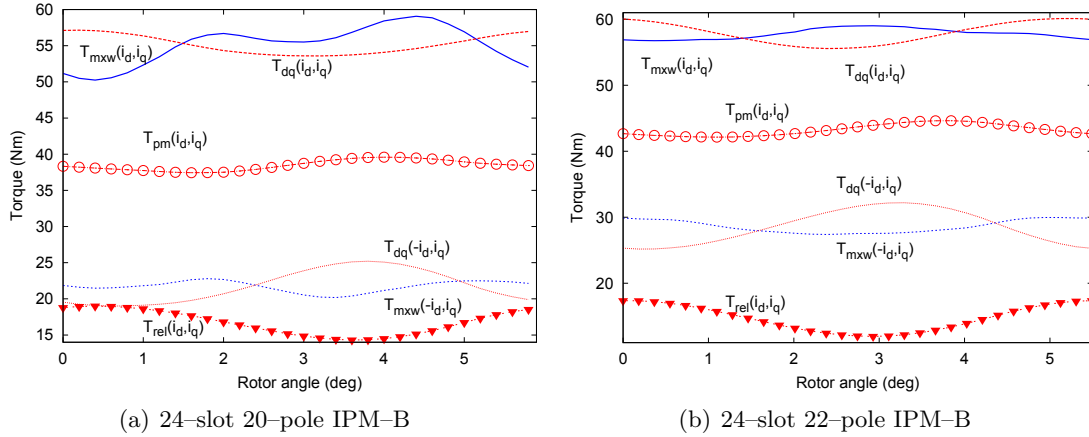 60
55
50
45
40
35
30
25
20
15
Torque (Nm)
T_mxw(i_d,i_q)
T_dq(i_d,i_q)
T_pm(i_d,i_q)
T_dq(-i_d,i_q)
T_mxw(-i_d,i_q)
T_rel(i_d,i_q)
0 1 2 3 4 5
Rotor angle (deg)
(a) 24–slot 20–pole IPM–B
60
50
40
30
20
Torque (Nm)
T_mxw(i_d,i_q)
T_dq(i_d,i_q)
T_pm(i_d,i_q)
T_dq(-i_d,i_q)
T_mxw(-i_d,i_q)
T_rel(i_d,i_q)
0 1 2 3 4 5
Rotor angle (deg)
(b) 24–slot 22–pole IPM–B